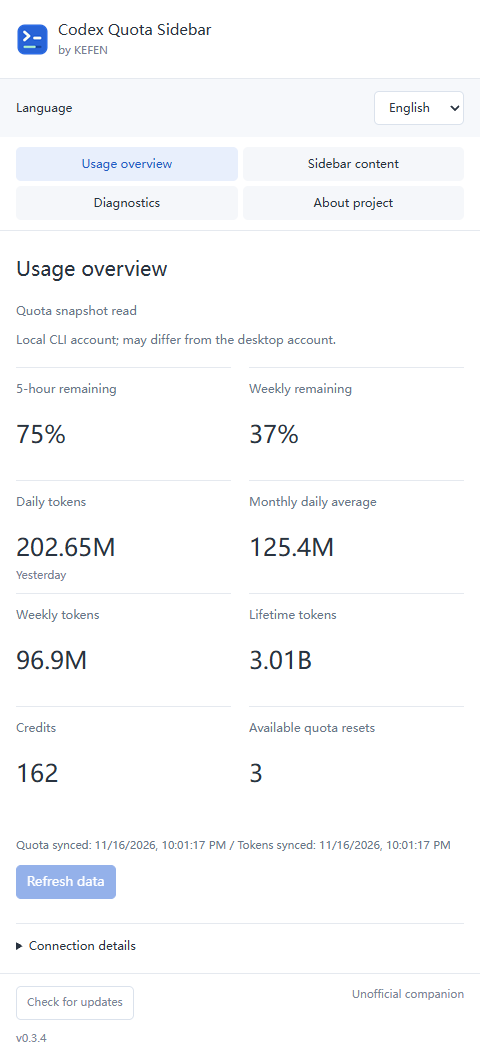 Codex Quota Sidebar
by KEFEN
Language
English
Usage overview
Sidebar content
Diagnostics
About project
Usage overview
Quota snapshot read
Local CLI account; may differ from the desktop account.
5-hour remaining
Weekly remaining
75%
37%
Daily tokens
Monthly daily average
202.65M
125.4M
Yesterday
Weekly tokens
Lifetime tokens
96.9M
3.01B
Credits
Available quota resets
162
3
Quota synced: 11/16/2026, 10:01:17 PM / Tokens synced: 11/16/2026, 10:01:17 PM
Refresh data
Connection details
Check for updates
Unofficial companion
v0.3.4